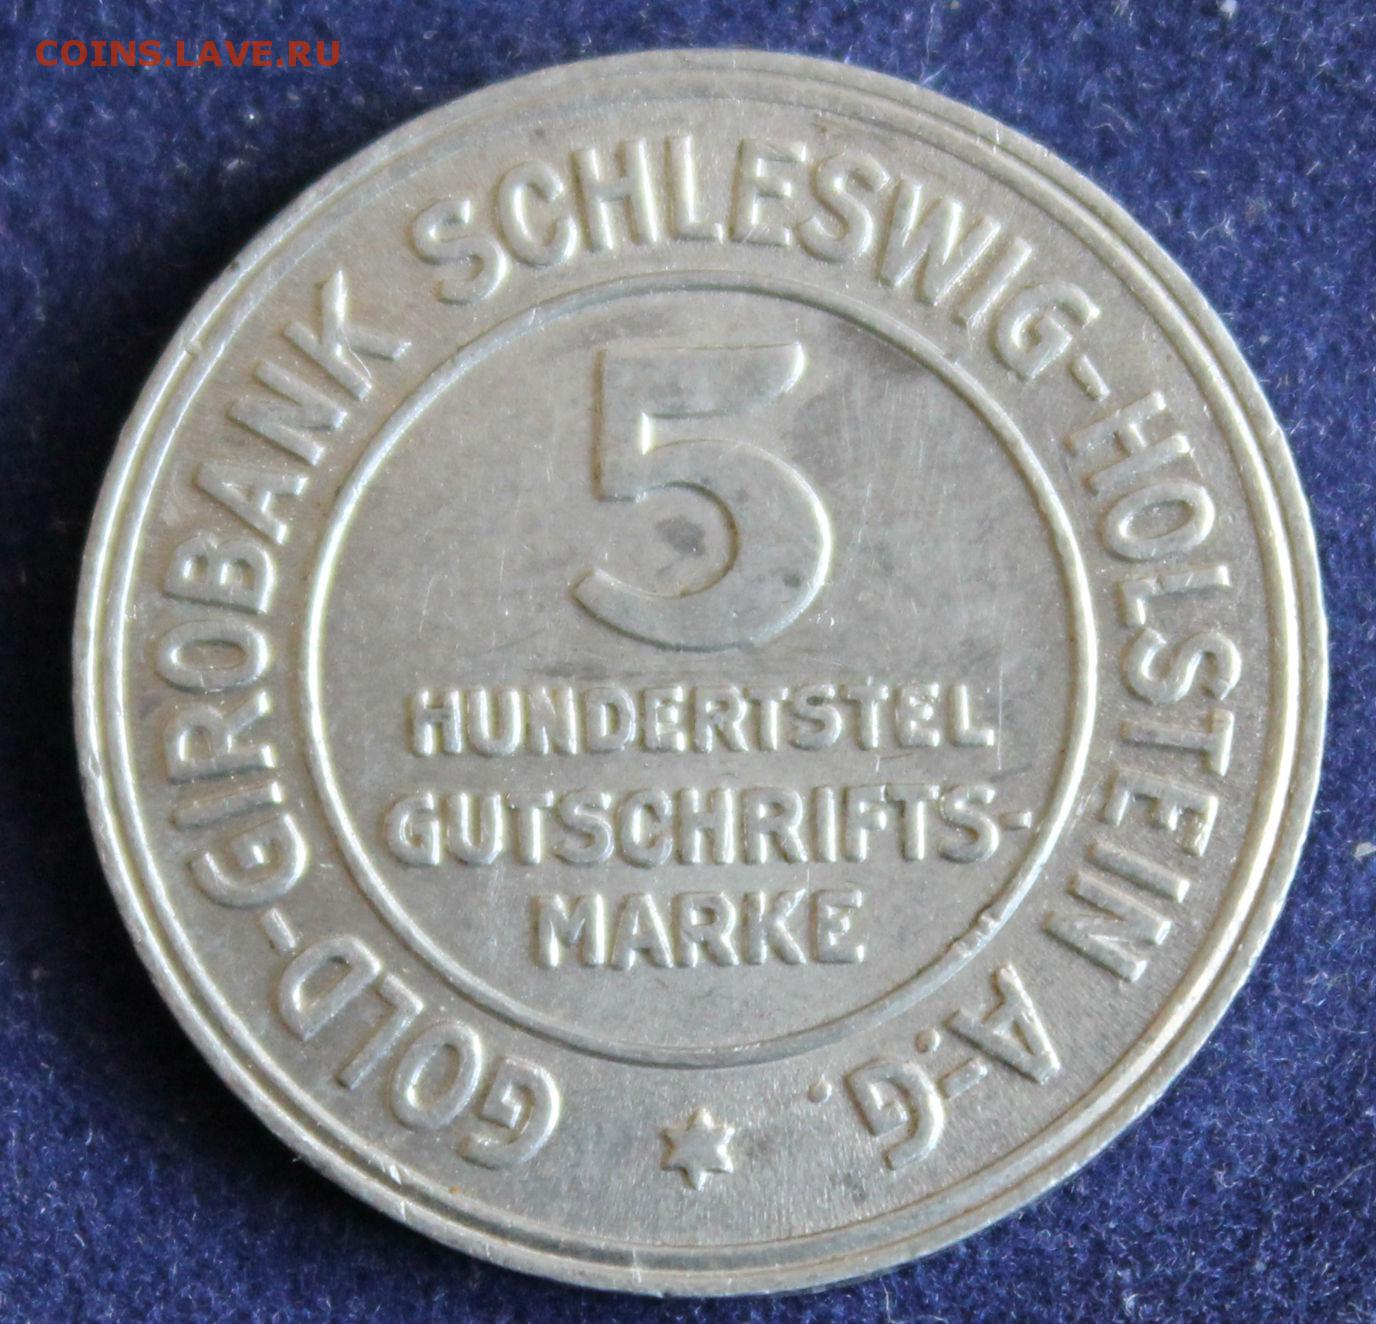 COINS.LAVE.RU
GOLD-GIROBANK SCHLESWIG-HOLSTEIN A.-G.
5
HUNDERTSTEL
GUTSCHRIFTS-
MARKE